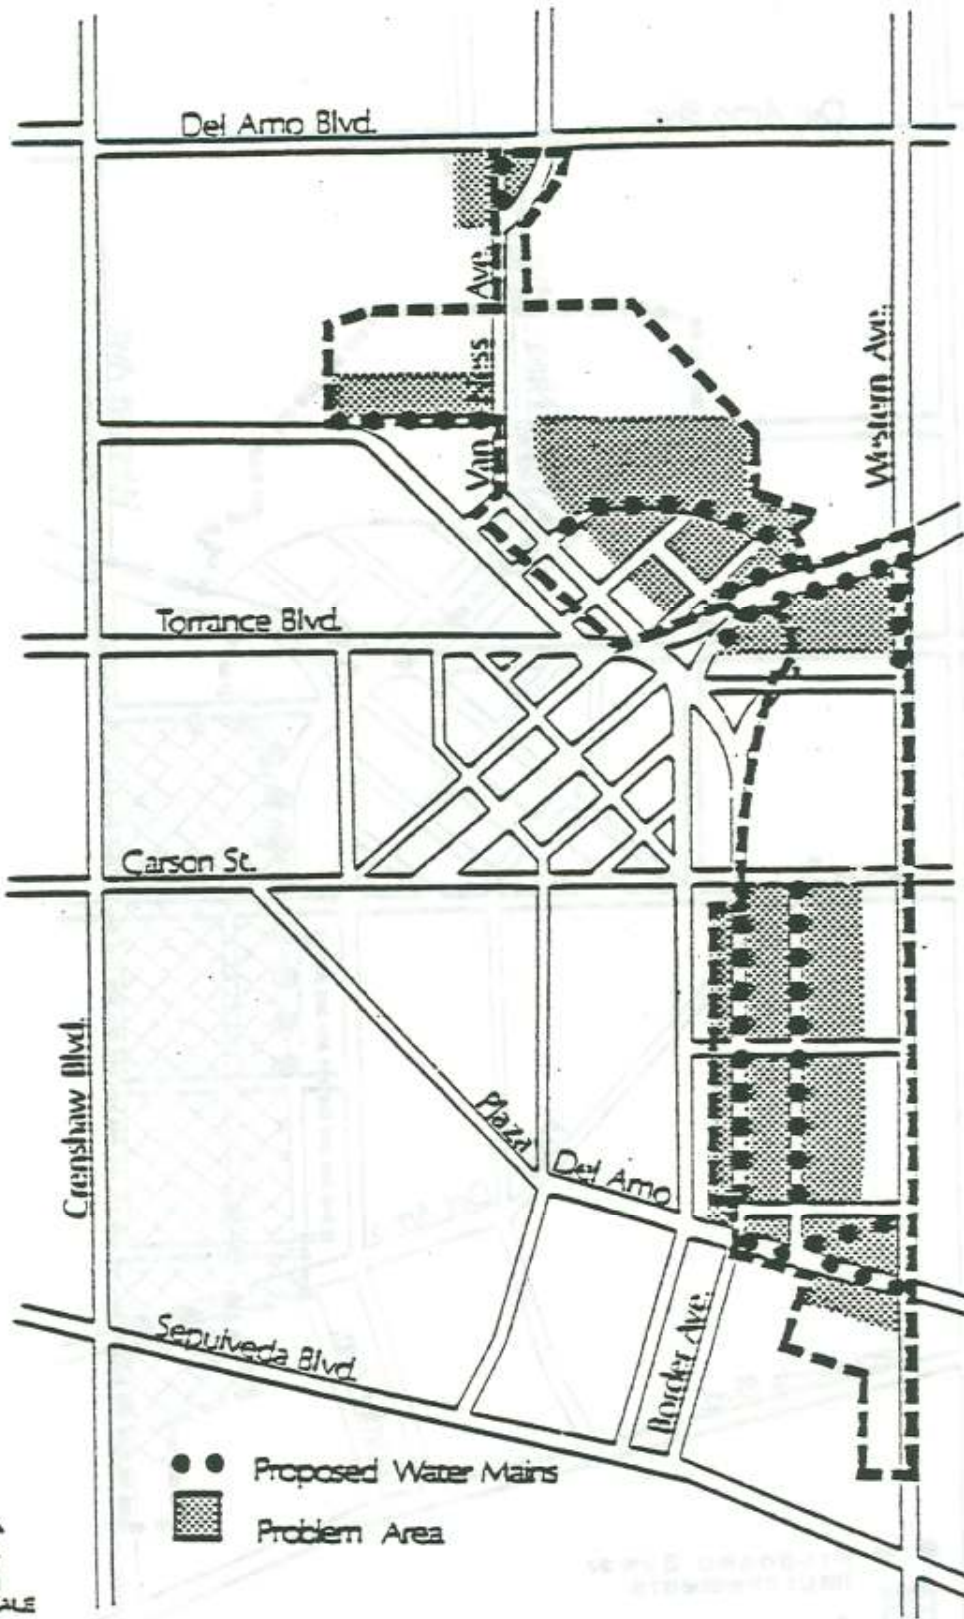 Del Amo Blvd.
Van Ness Ave.
Western Ave.
Torrance Blvd.
Carson St.
Crenshaw Blvd.
Plaza Del Amo
Sepulveda Blvd.
Border Ave.
Proposed Water Mains
Problem Area